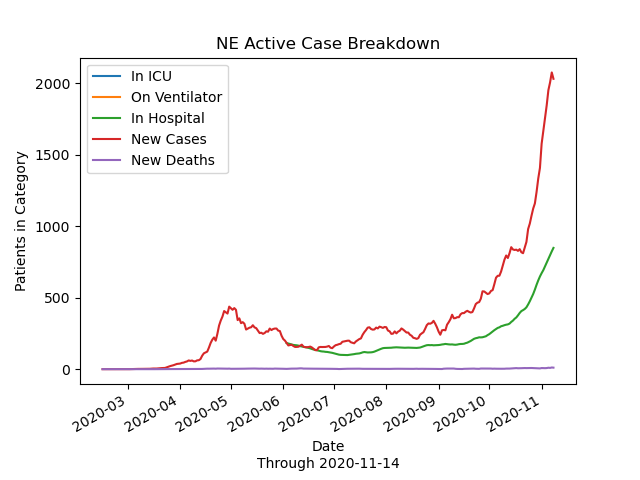 NE Active Case Breakdown
In ICU
On Ventilator
In Hospital
New Cases
New Deaths
Patients in Category
2000
1500
1000
500
0
2020-03
2020-04
2020-05
2020-06
2020-07
2020-08
2020-09
2020-10
2020-11
Date
Through 2020-11-14